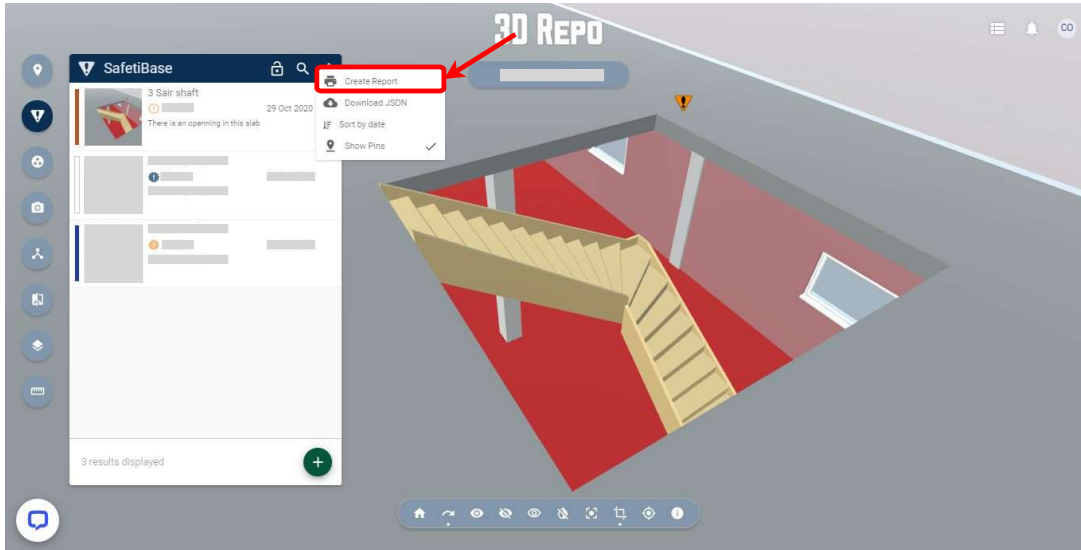 3D REPO
CO
SafetiBase
Create Report
Download JSON
Sort by date
Show Pins
3 Sair shaft
29 Oct 2020
There is an openning in this slab
3 results displayed